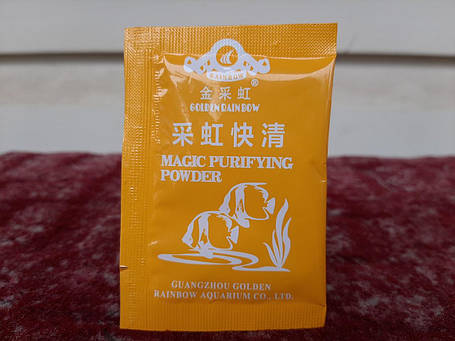 RAINBOW
®
金采虹
GOLDEN RAINBOW
采虹快清
MAGIC PURIFYING
POWDER
GUANGZHOU GOLDEN
RAINBOW AQUARIUM CO., LTD.